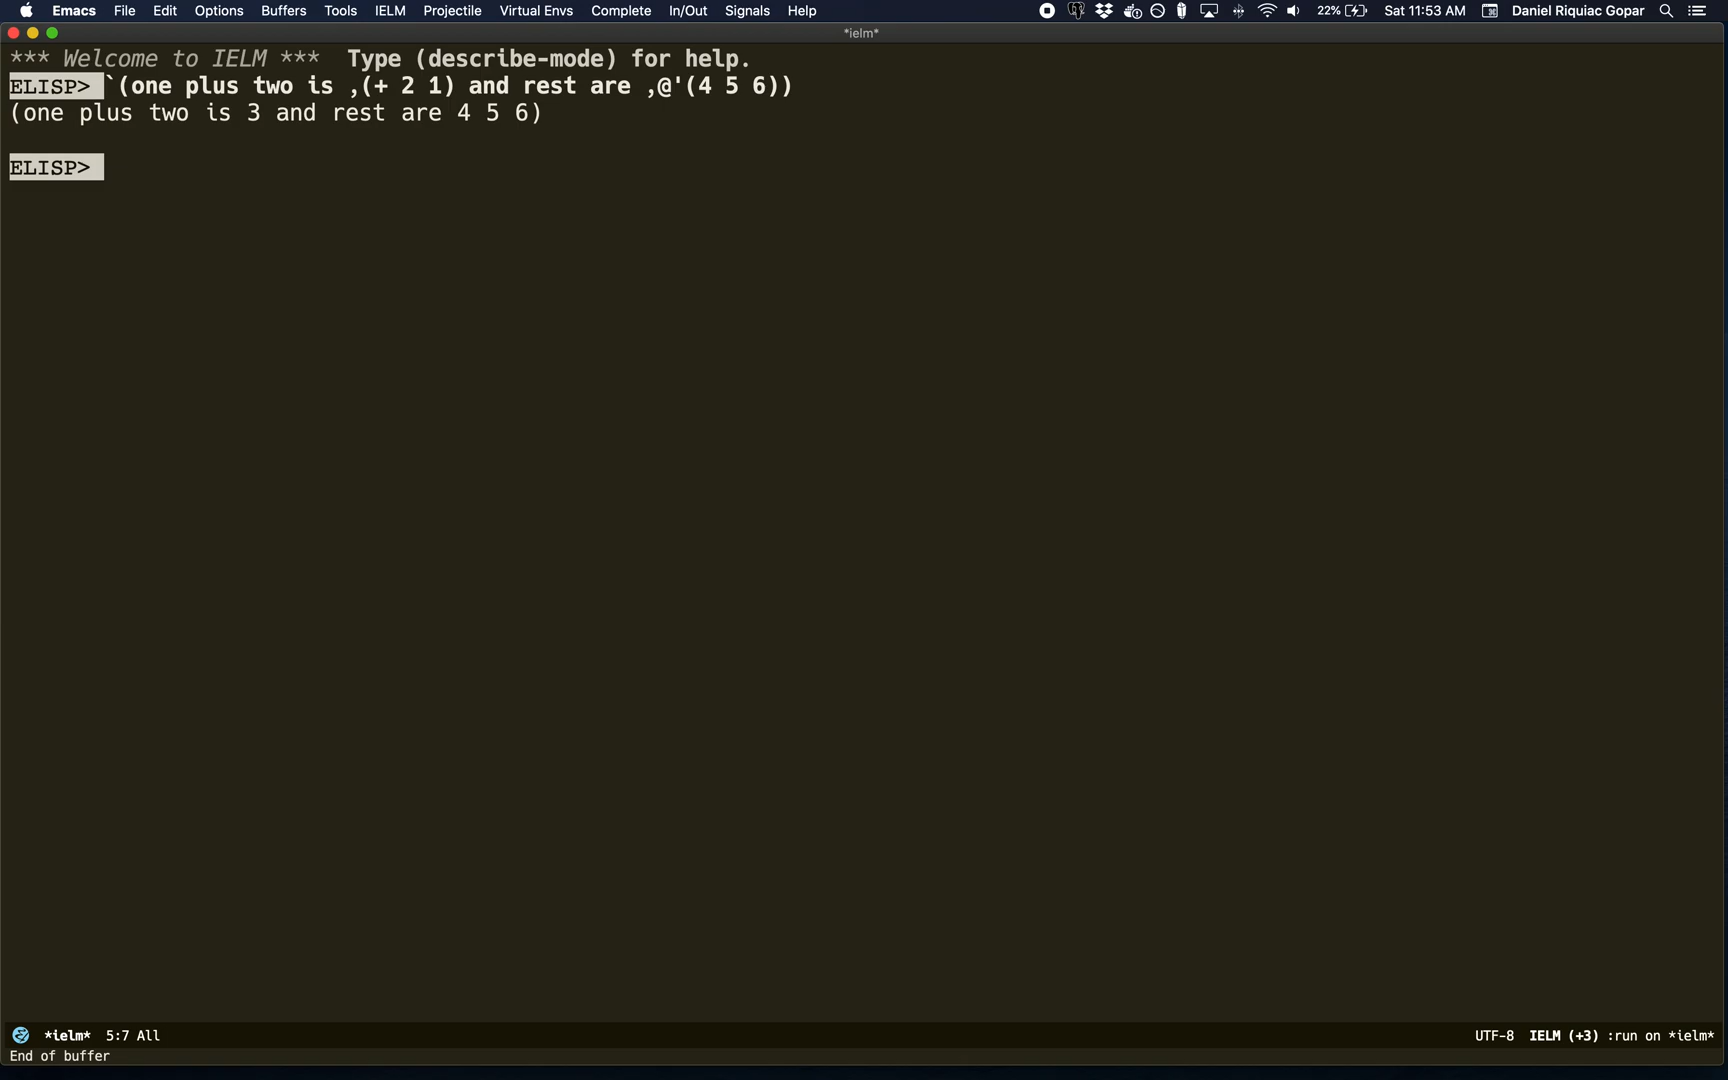 Emacs File Edit Options Buffers Tools IELM Projectile Virtual Envs Complete In/Out Signals Help 22% Sat 11:53 AM Daniel Riquiac Gopar
*ielm*
*** Welcome to IELM ***  Type (describe-mode) for help.
ELISP> `(one plus two is ,(+ 2 1) and rest are ,@'(4 5 6))
(one plus two is 3 and rest are 4 5 6)
ELISP>
*ielm* 5:7 All UTF-8 IELM (+3) :run on *ielm*
End of buffer